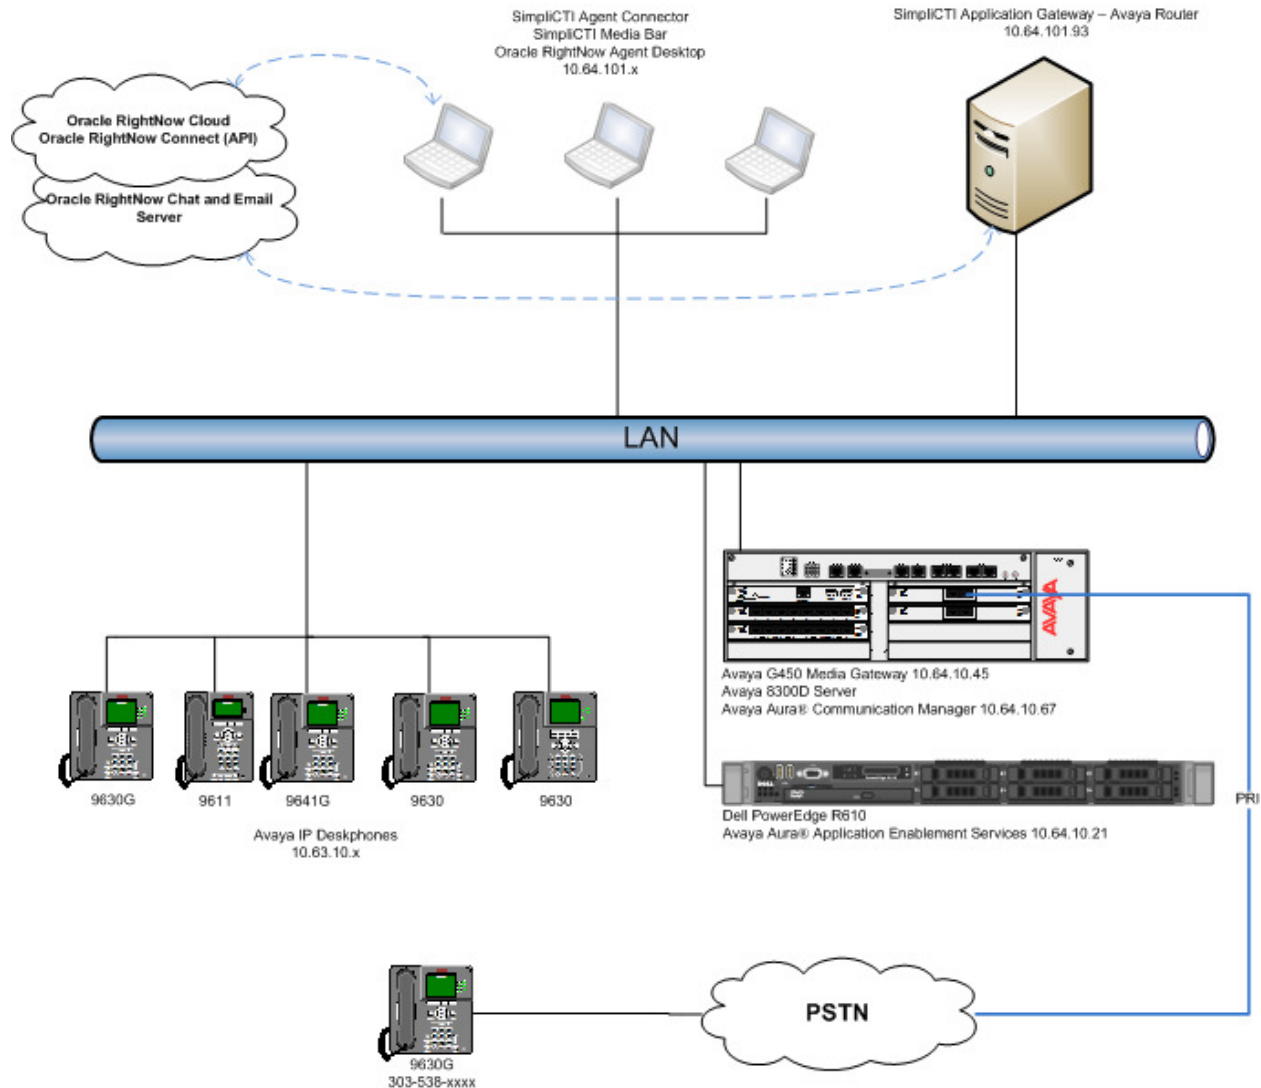 SimpliCTI Agent Connector
SimpliCTI Media Bar
Oracle RightNow Agent Desktop
10.64.101.x
SimpliCTI Application Gateway – Avaya Router
10.64.101.93
Oracle RightNow Cloud
Oracle RightNow Connect (API)
Oracle RightNow Chat and Email
Server
LAN
AVAYA
Avaya G450 Media Gateway 10.64.10.45
Avaya 8300D Server
Avaya Aura® Communication Manager 10.64.10.67
9630G
9611
9641G
9630
9630
Avaya IP Deskphones
10.63.10.x
Dell PowerEdge R610
Avaya Aura® Application Enablement Services 10.64.10.21
PRI
PSTN
9630G
303-538-xxxx